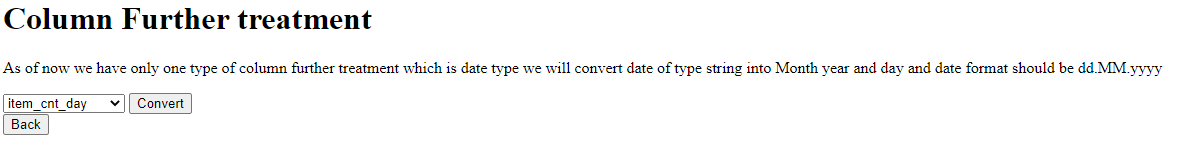 Column Further treatment
As of now we have only one type of column further treatment which is date type we will convert date of type string into Month year and day and date format should be dd.MM.yyyy
item_cnt_day Convert
Back